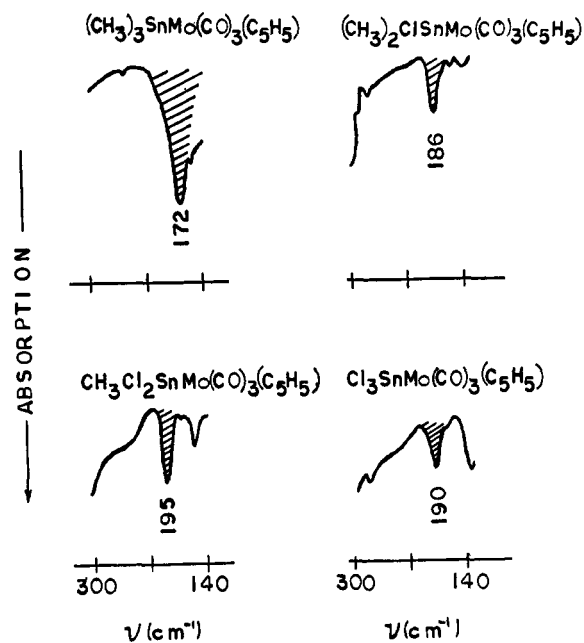 (CH₃)₃SnMo(CO)₃(C₅H₅)
(CH₃)₂ClSnMo(CO)₃(C₅H₅)
172
186
ABSORPTION
CH₃Cl₂SnMo(CO)₃(C₅H₅)
Cl₃SnMo(CO)₃(C₅H₅)
195
190
300 140
300 140
ν(cm⁻¹)
ν(cm⁻¹)